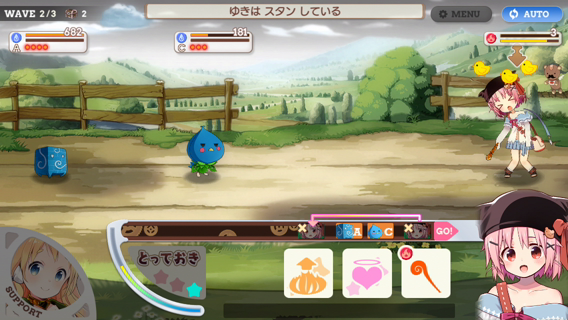 WAVE 2/3
2
ゆきは スタン している
MENU
AUTO
682
A
181
C
3
A
C
GO!
とっておき
SUPPORT